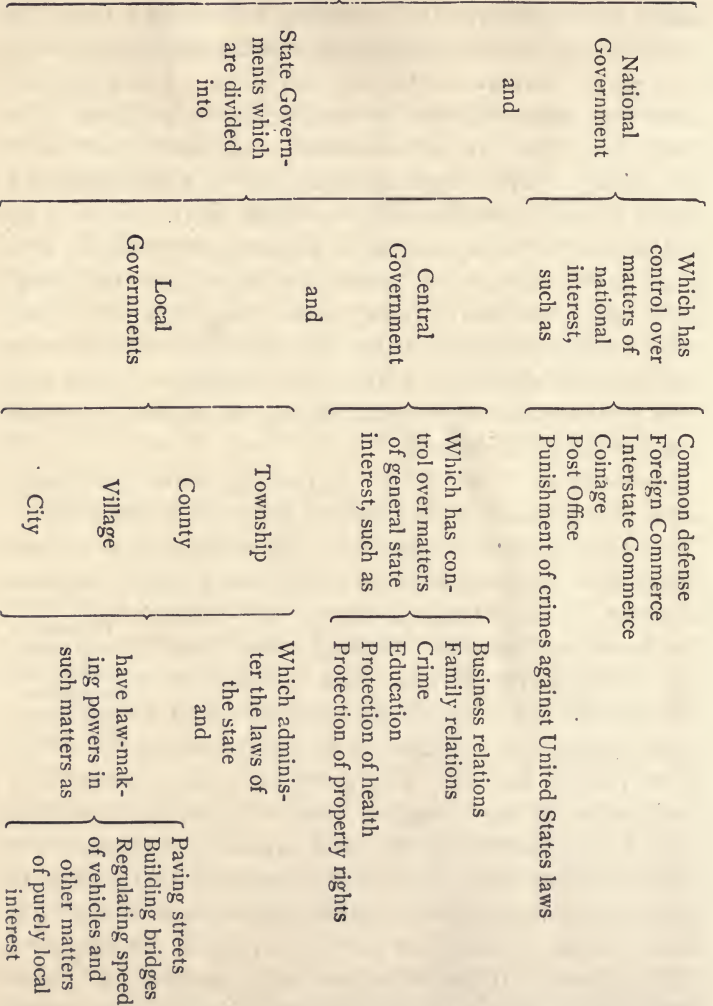 National
Government
and
State Govern-
ments which
are divided
into
Which has
control over
matters of
national
interest,
such as
Common defense
Foreign Commerce
Interstate Commerce
Coinage
Post Office
Punishment of crimes against United States laws
Central
Government
and
Local
Governments
Which has con-
trol over matters
of general state
interest, such as
Business relations
Family relations
Crime
Education
Protection of health
Protection of property rights
Township
County
Village
City
Which adminis-
ter the laws of
the state
and
have law-mak-
ing powers in
such matters as
Paving streets
Building bridges
Regulating speed
of vehicles and
other matters
of purely local
interest